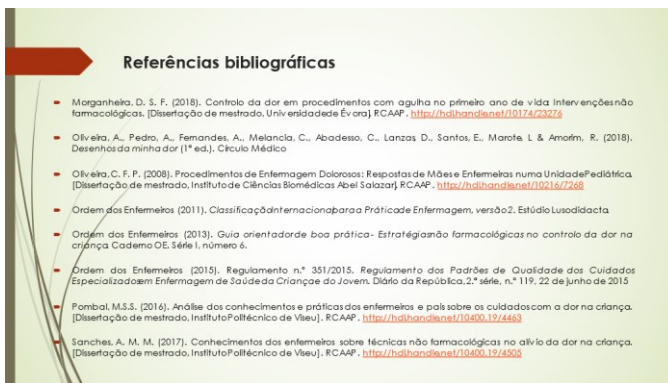 Referências bibliográficas
Morganheira, D. S. F. (2018). Controlo da dor em procedimentos com agulha no primeiro ano de vida: Intervenções não
farmacológicas. [Dissertação de mestrado, Universidade de Évora]. RCAAP. http://hdl.handle.net/10174/23276
Oliveira, A., Pedro, A., Fernandes, A., Melancia, C., Abadesso, C., Lanzas, D., Santos, E., Marote, L & Amorim, R. (2018).
Desenhos da minha dor (1ª ed.). Círculo Médico
Oliveira, C. F. P. (2008). Procedimentos de Enfermagem Dolorosos: Respostas de Mães e Enfermeiras numa Unidade Pediátrica.
[Dissertação de mestrado, Instituto de Ciências Biomédicas Abel Salazar]. RCAAP. http://hdl.handle.net/10216/7268
Ordem dos Enfermeiros (2011). Classificação Internacional para a Prática de Enfermagem, versão 2. Estúdio Lusodidacta.
Ordem dos Enfermeiros (2013). Guia orientador de boa prática - Estratégias não farmacológicas no controlo da dor na
criança. Caderno OE. Série I, número 6.
Ordem dos Enfermeiros (2015). Regulamento n.º 351/2015. Regulamento dos Padrões de Qualidade dos Cuidados
Especializados em Enfermagem de Saúde da Criança e do Jovem. Diário da República, 2.ª série, n.º 119, 22 de junho de 2015
Pombal, M.S.S. (2016). Análise dos conhecimentos e práticas dos enfermeiros e pais sobre os cuidados com a dor na criança.
[Dissertação de mestrado, Instituto Politécnico de Viseu]. RCAAP. http://hdl.handle.net/10400.19/4463
Sanches, A. M. M. (2017). Conhecimentos dos enfermeiros sobre técnicas não farmacológicas no alívio da dor na criança.
[Dissertação de mestrado, Instituto Politécnico de Viseu]. RCAAP. http://hdl.handle.net/10400.19/4505